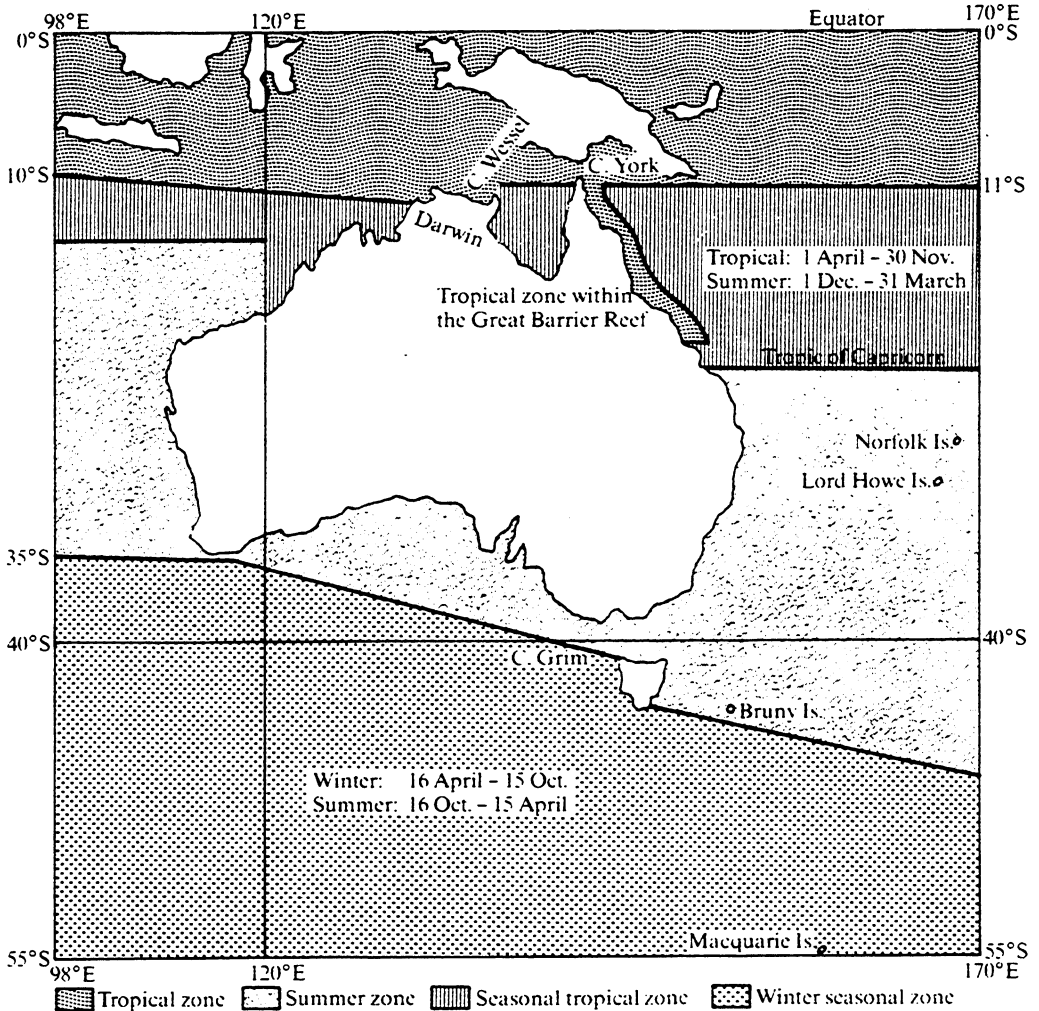 98°E 120°E Equator 170°E
0°S 0°S
C. Wessel
C. York
10°S 11°S
Darwin
Tropical: 1 April – 30 Nov.
Summer: 1 Dec. – 31 March
Tropical zone within
the Great Barrier Reef
Tropic of Capricorn
Norfolk Is.
Lord Howe Is.
35°S
40°S 40°S
C. Grim
Bruny Is.
Winter: 16 April – 15 Oct.
Summer: 16 Oct. – 15 April
Macquarie Is.
55°S 55°S
98°E 120°E 170°E
Tropical zone Summer zone Seasonal tropical zone Winter seasonal zone